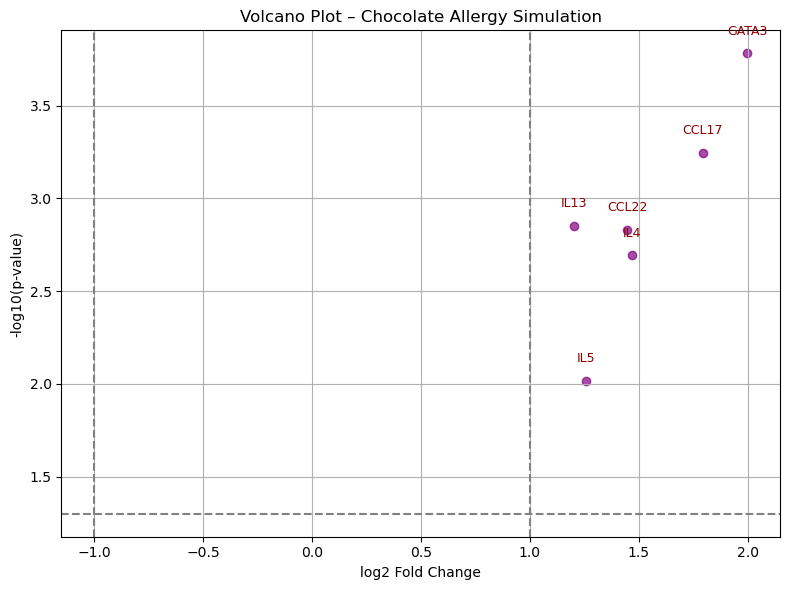 Volcano Plot – Chocolate Allergy Simulation
GATA3
CCL17
IL13
CCL22
IL4
IL5
-log10(p-value)
3.5
3.0
2.5
2.0
1.5
−1.0
−0.5
0.0
0.5
1.0
1.5
2.0
log2 Fold Change